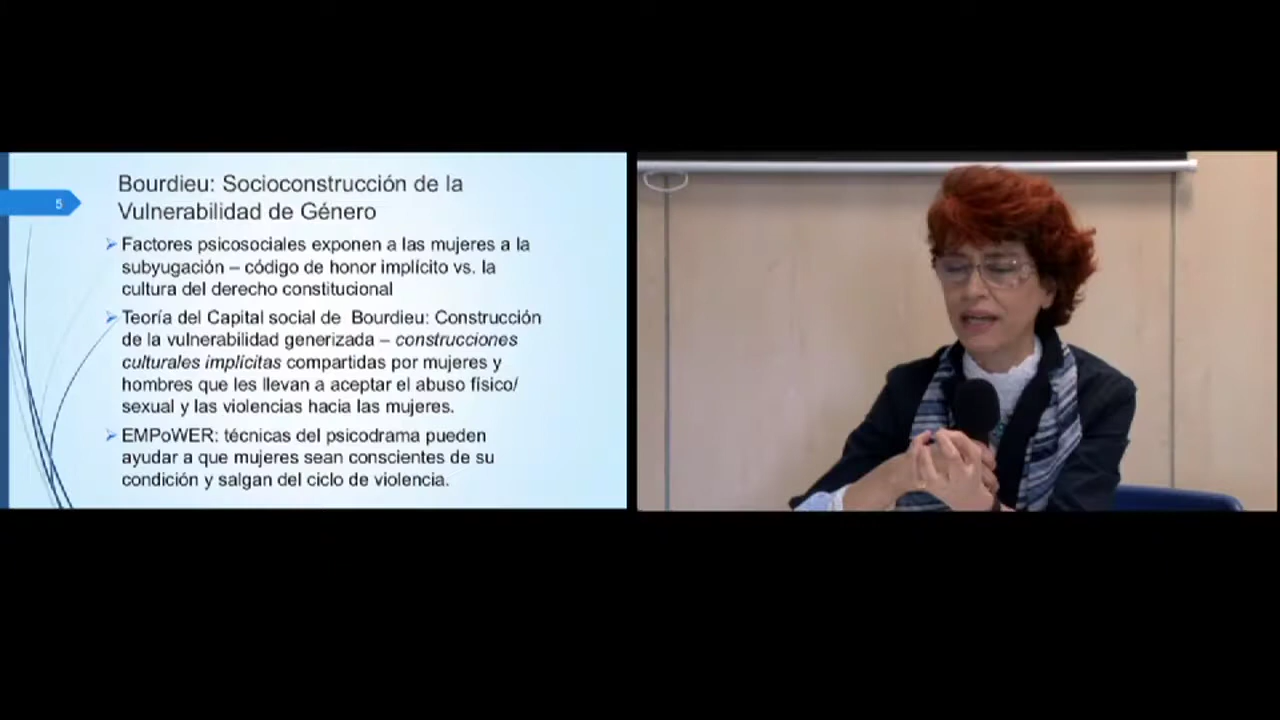 5
Bourdieu: Socioconstrucción de la
Vulnerabilidad de Género
Factores psicosociales exponen a las mujeres a la
subyugación – código de honor implícito vs. la
cultura del derecho constitucional
Teoría del Capital social de Bourdieu: Construcción
de la vulnerabilidad generizada – construcciones
culturales implícitas compartidas por mujeres y
hombres que les llevan a aceptar el abuso físico/
sexual y las violencias hacia las mujeres.
EMPoWER: técnicas del psicodrama pueden
ayudar a que mujeres sean conscientes de su
condición y salgan del ciclo de violencia.